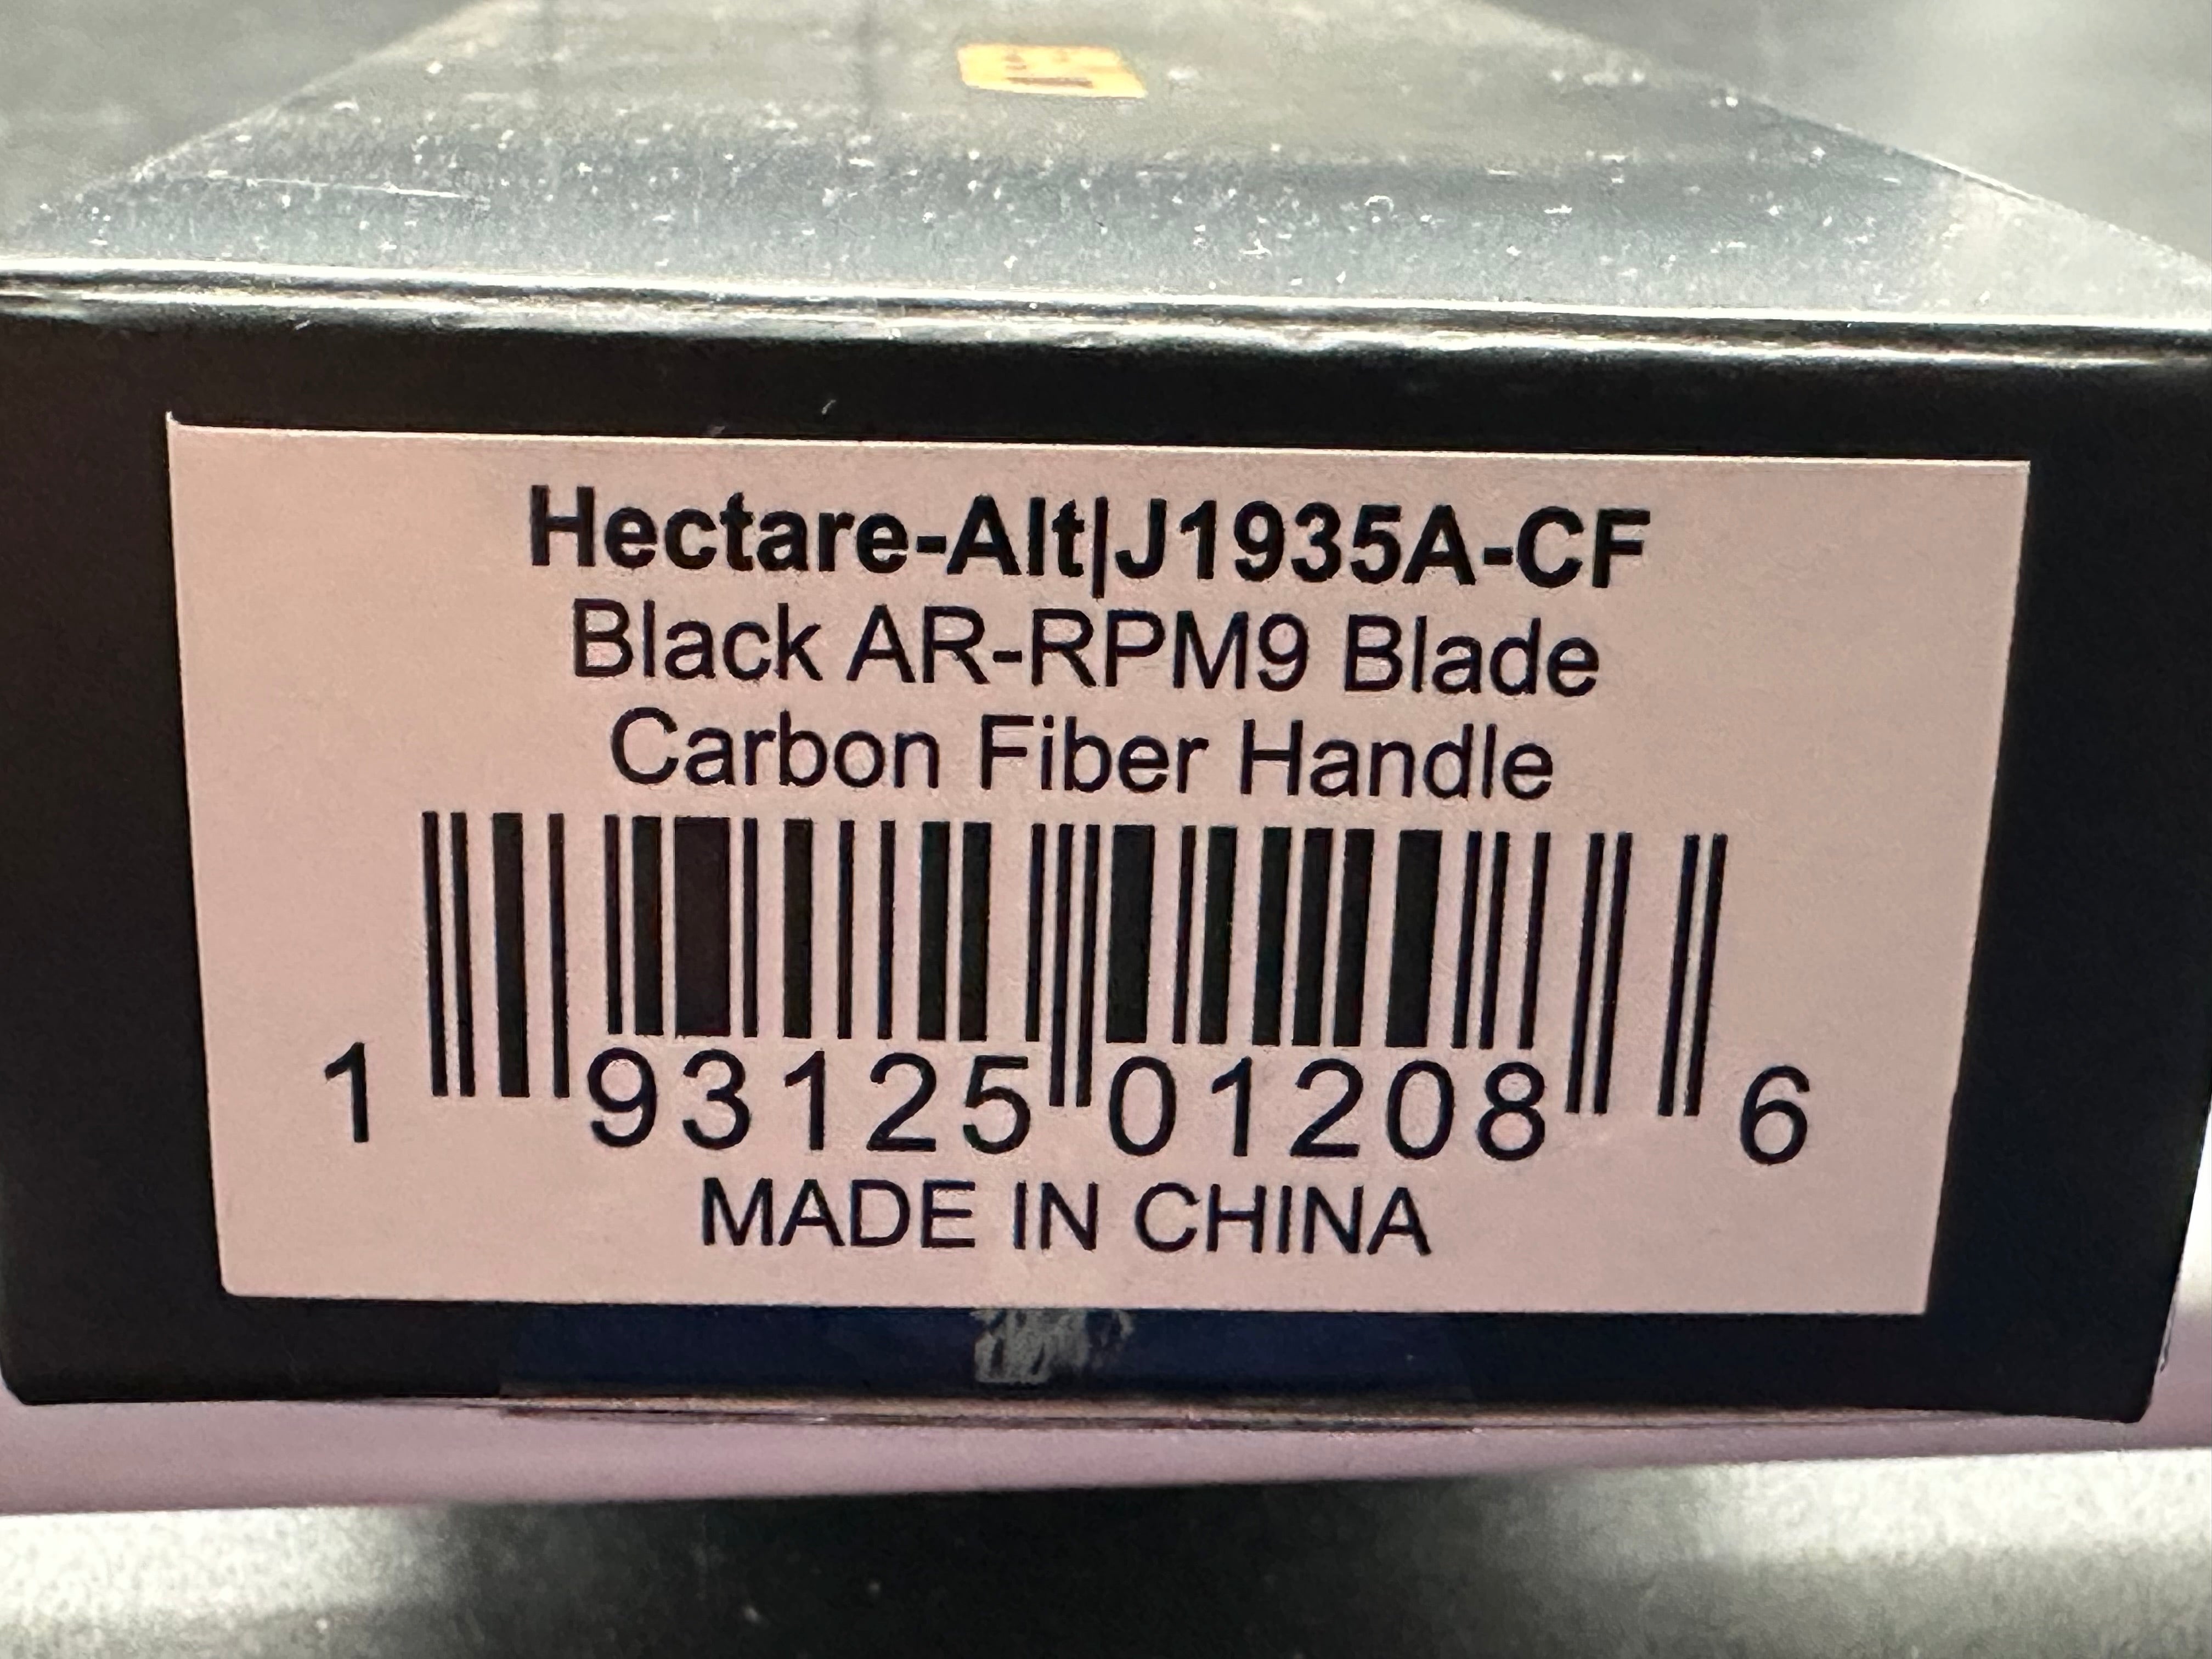 Hectare-Alt|J1935A-CF
Black AR-RPM9 Blade
Carbon Fiber Handle
1 93125 01208 6
MADE IN CHINA